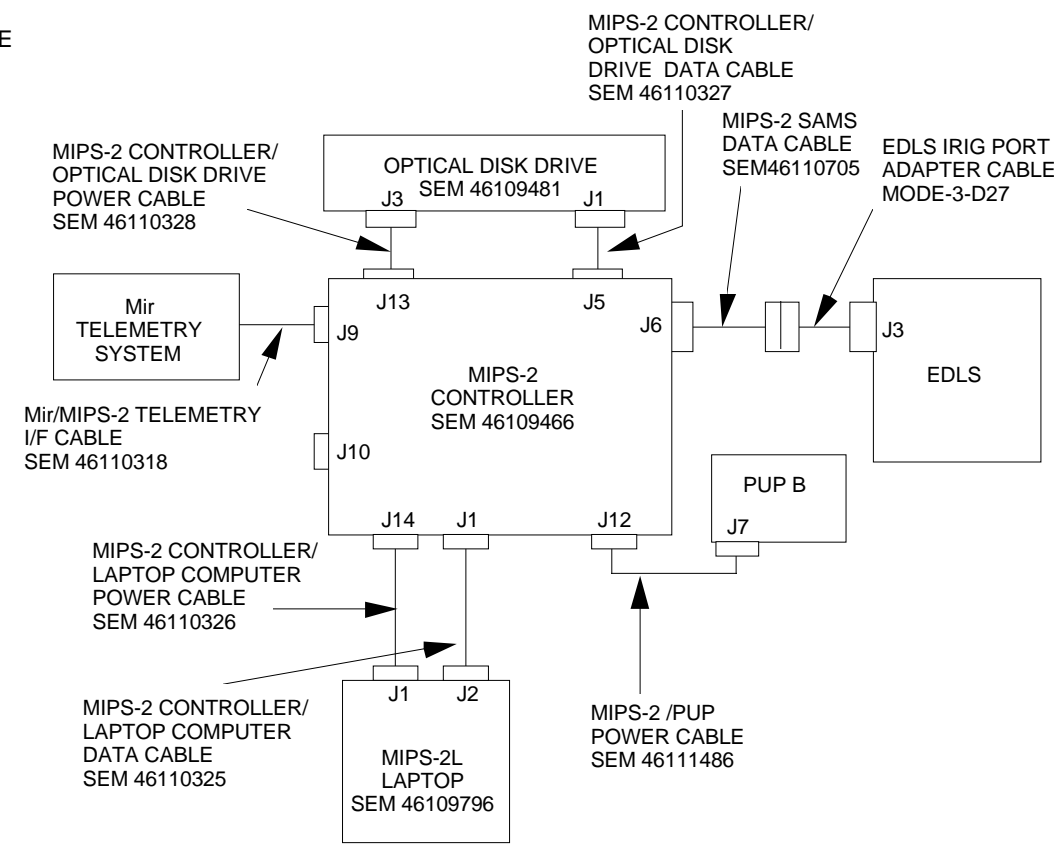 E
MIPS-2 CONTROLLER/
OPTICAL DISK
DRIVE DATA CABLE
SEM 46110327
MIPS-2 SAMS
DATA CABLE
SEM46110705
EDLS IRIG PORT
ADAPTER CABLE
MODE-3-D27
MIPS-2 CONTROLLER/
OPTICAL DISK DRIVE
POWER CABLE
SEM 46110328
OPTICAL DISK DRIVE
SEM 46109481
J3
J1
Mir
TELEMETRY
SYSTEM
J13
J5
J9
J6
J3
EDLS
MIPS-2
CONTROLLER
SEM 46109466
Mir/MIPS-2 TELEMETRY
I/F CABLE
SEM 46110318
J10
PUP B
J7
J14
J1
J12
MIPS-2 CONTROLLER/
LAPTOP COMPUTER
POWER CABLE
SEM 46110326
MIPS-2 CONTROLLER/
LAPTOP COMPUTER
DATA CABLE
SEM 46110325
J1
J2
MIPS-2L
LAPTOP
SEM 46109796
MIPS-2 /PUP
POWER CABLE
SEM 46111486